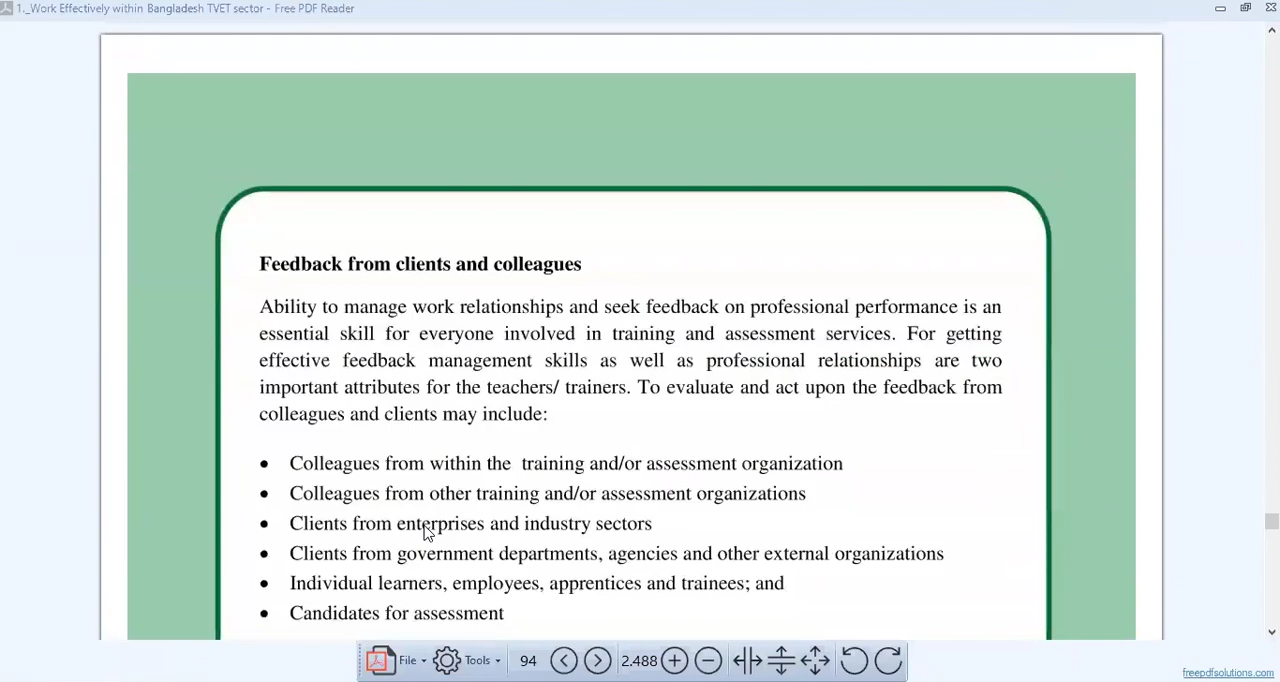 1._Work Effectively within Bangladesh TVET sector - Free PDF Reader
Feedback from clients and colleagues
Ability to manage work relationships and seek feedback on professional performance is an
essential skill for everyone involved in training and assessment services. For getting
effective feedback management skills as well as professional relationships are two
important attributes for the teachers/ trainers. To evaluate and act upon the feedback from
colleagues and clients may include:
• Colleagues from within the training and/or assessment organization
• Colleagues from other training and/or assessment organizations
• Clients from enterprises and industry sectors
• Clients from government departments, agencies and other external organizations
• Individual learners, employees, apprentices and trainees; and
• Candidates for assessment
File Tools 94 2.488
freepdfsolutions.com